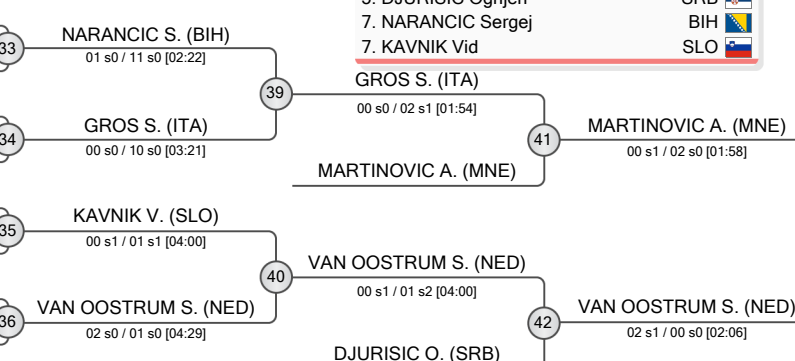 5. DJURISIC Ognjen SRB
7. NARANCIC Sergej BIH
7. KAVNIK Vid SLO
33
NARANCIC S. (BIH)
01 s0 / 11 s0 [02:22]
39
GROS S. (ITA)
00 s0 / 02 s1 [01:54]
34
GROS S. (ITA)
00 s0 / 10 s0 [03:21]
41
MARTINOVIC A. (MNE)
00 s1 / 02 s0 [01:58]
MARTINOVIC A. (MNE)
35
KAVNIK V. (SLO)
00 s1 / 01 s1 [04:00]
40
VAN OOSTRUM S. (NED)
00 s1 / 01 s2 [04:00]
36
VAN OOSTRUM S. (NED)
02 s0 / 01 s0 [04:29]
42
VAN OOSTRUM S. (NED)
02 s1 / 00 s0 [02:06]
DJURISIC O. (SRB)